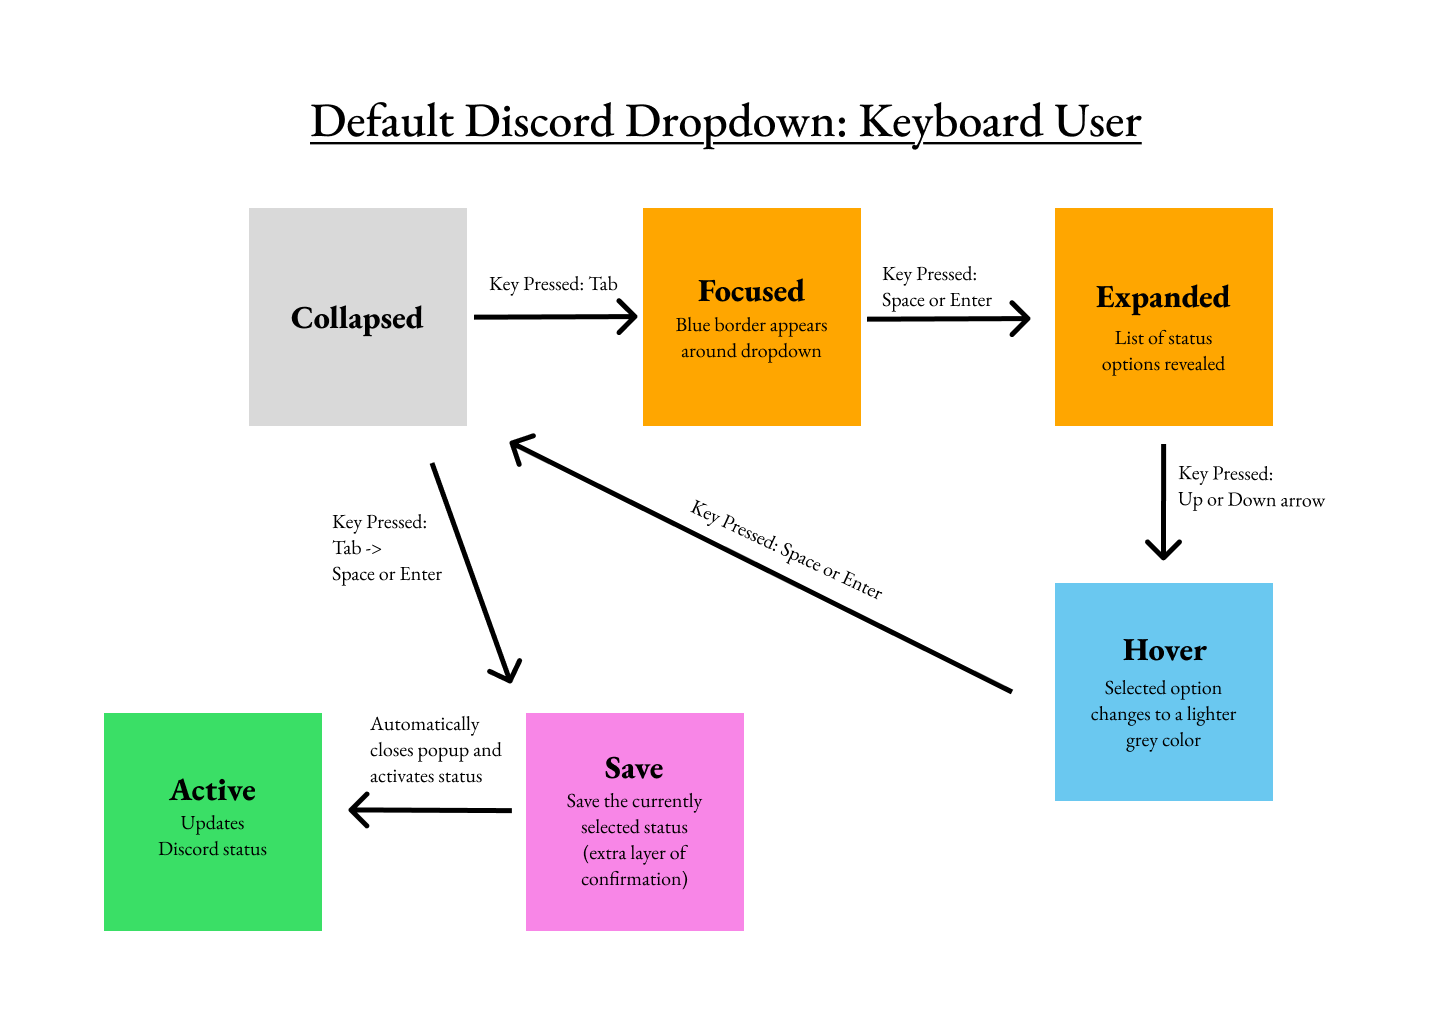 Default Discord Dropdown: Keyboard User
Collapsed
Key Pressed: Tab
Focused
Blue border appears
around dropdown
Key Pressed:
Space or Enter
Expanded
List of status
options revealed
Key Pressed:
Up or Down arrow
Hover
Selected option
changes to a lighter
grey color
Key Pressed: Space or Enter
Key Pressed:
Tab ->
Space or Enter
Save
Save the currently
selected status
(extra layer of
confirmation)
Automatically
closes popup and
activates status
Active
Updates
Discord status